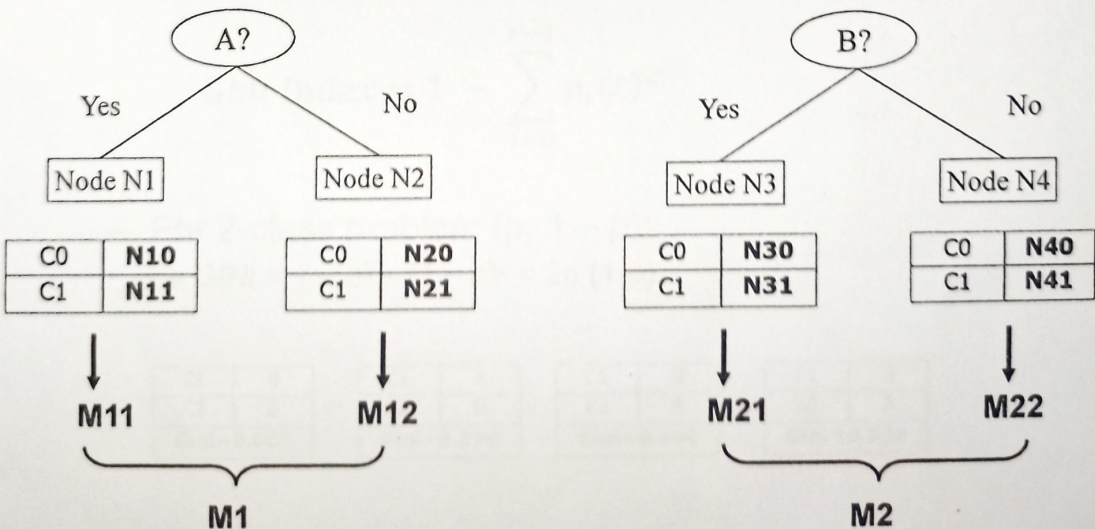 A?
B?
Yes
No
Yes
No
Node N1
Node N2
Node N3
Node N4
C0 N10
C1 N11
C0 N20
C1 N21
C0 N30
C1 N31
C0 N40
C1 N41
M11
M12
M21
M22
M1
M2